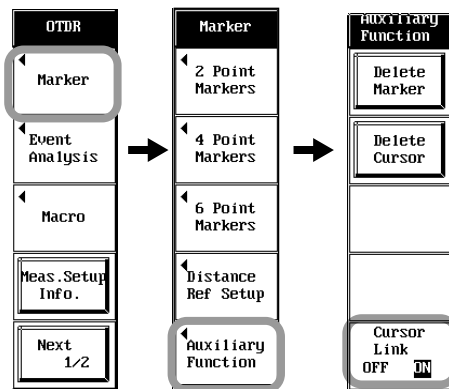 OTDR
Marker
Event
Analysis
Macro
Meas.Setup
Info.
Next
1/2
Marker
2 Point
Markers
4 Point
Markers
6 Point
Markers
Distance
Ref Setup
Auxiliary
Function
Auxiliary
Function
Delete
Marker
Delete
Cursor
Cursor
Link
OFF ON